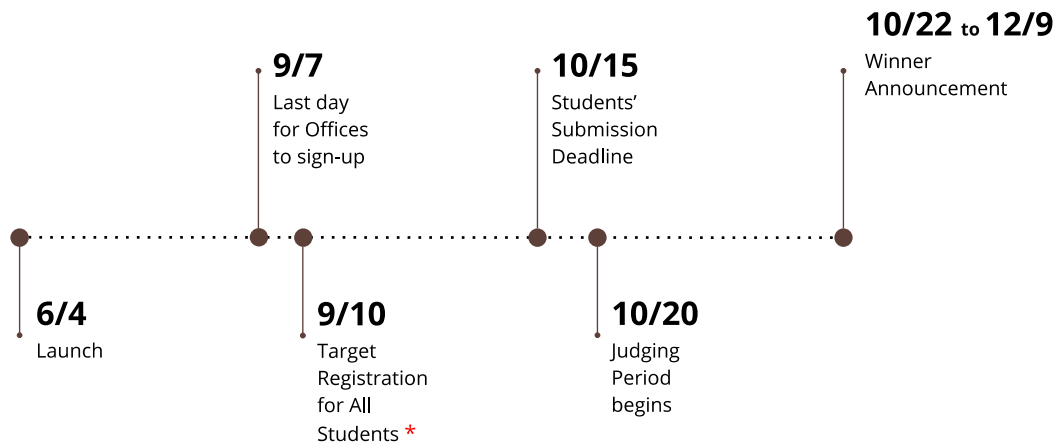 6/4
Launch
9/7
Last day
for Offices
to sign-up
9/10
Target
Registration
for All
Students *
10/15
Students’
Submission
Deadline
10/20
Judging
Period
begins
10/22 to 12/9
Winner
Announcement